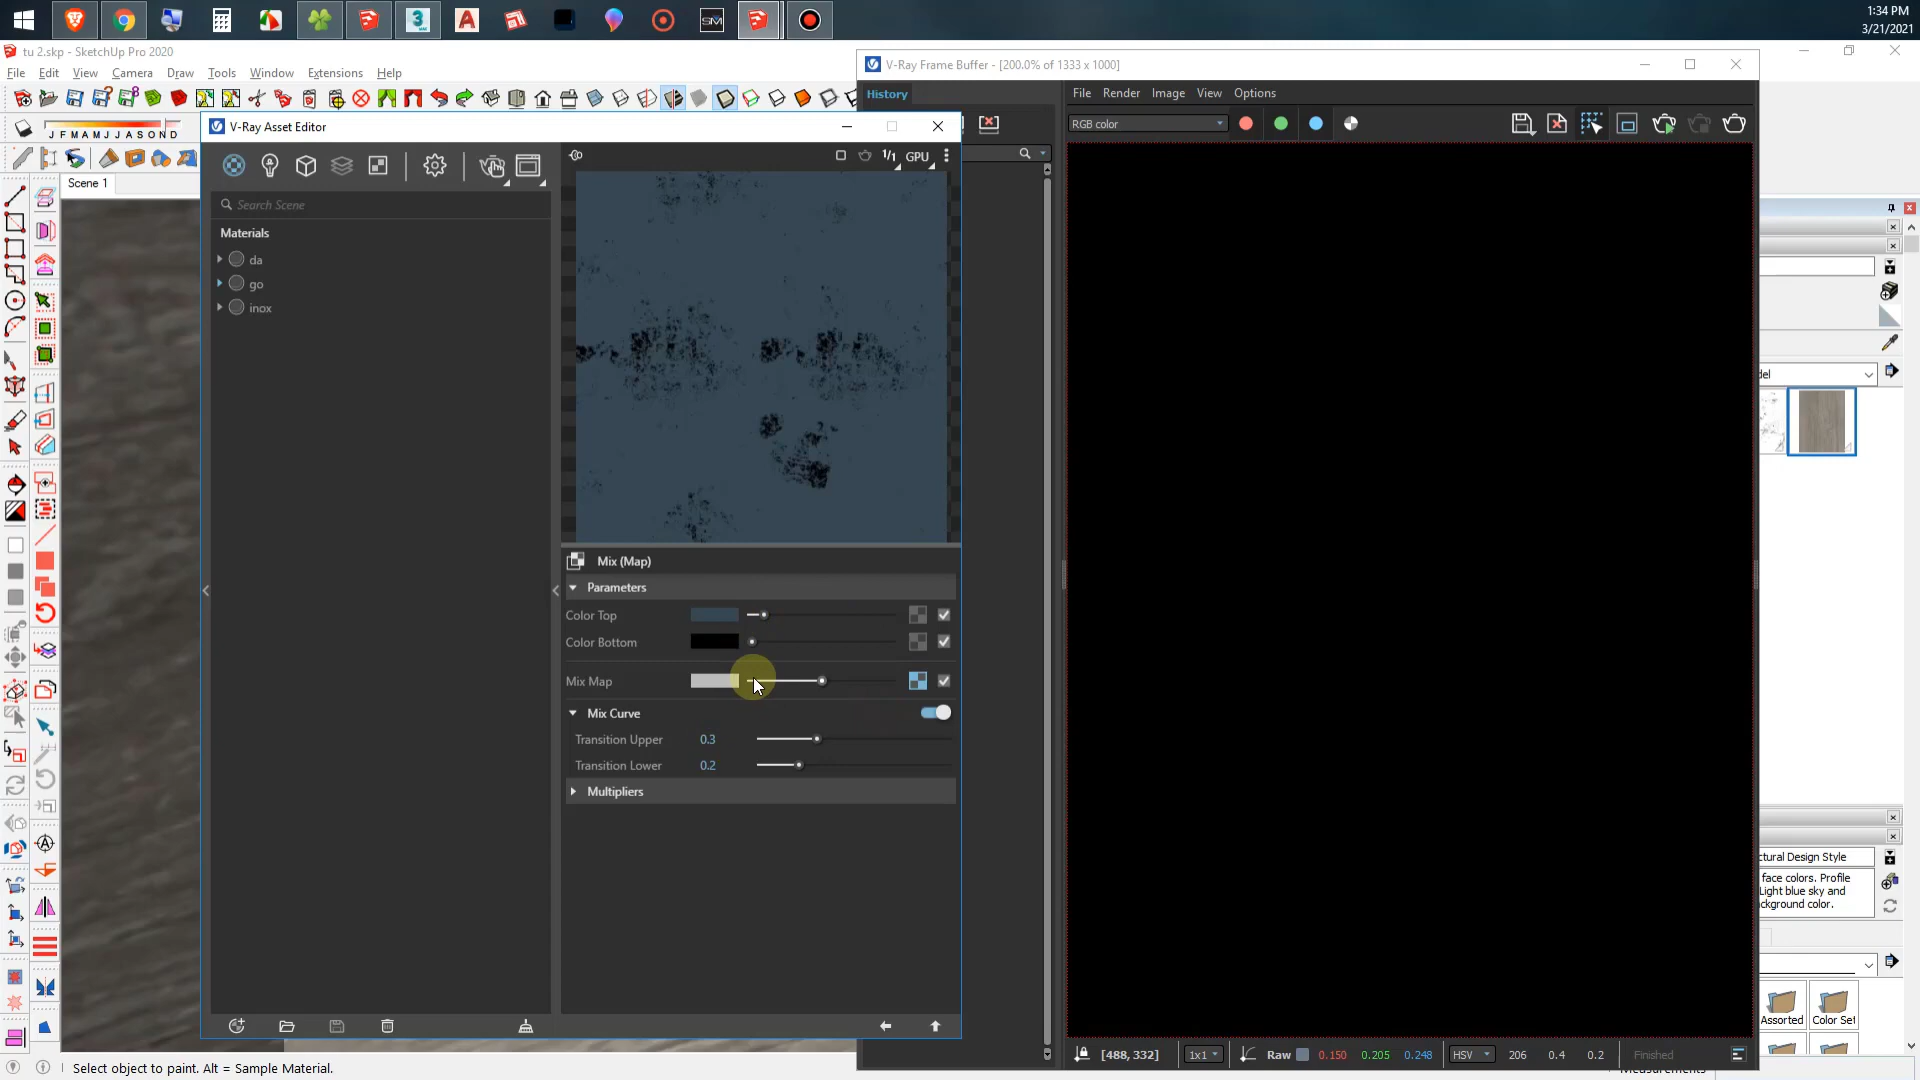 1:34 PM
3/21/2021
tu 2.skp - SketchUp Pro 2020
File Edit View Camera Draw Tools Window Extensions Help
V-Ray Frame Buffer - [200.0% of 1333 x 1000]
History
File Render Image View Options
RGB color
J F M A M J J A S O N D
V-Ray Asset Editor
1/1 GPU
Scene 1
Search Scene
Materials
da
go
inox
Mix (Map)
Parameters
Color Top
Color Bottom
Mix Map
Mix Curve
Transition Upper 0.3
Transition Lower 0.2
Multipliers
del
ctural Design Style
face colors. Profile
Light blue sky and
ckground color.
Assorted
Color Set
[488, 332] 1x1 Raw 0.150 0.205 0.248 HSV 206 0.4 0.2 Finished
Select object to paint. Alt = Sample Material.
Measurements